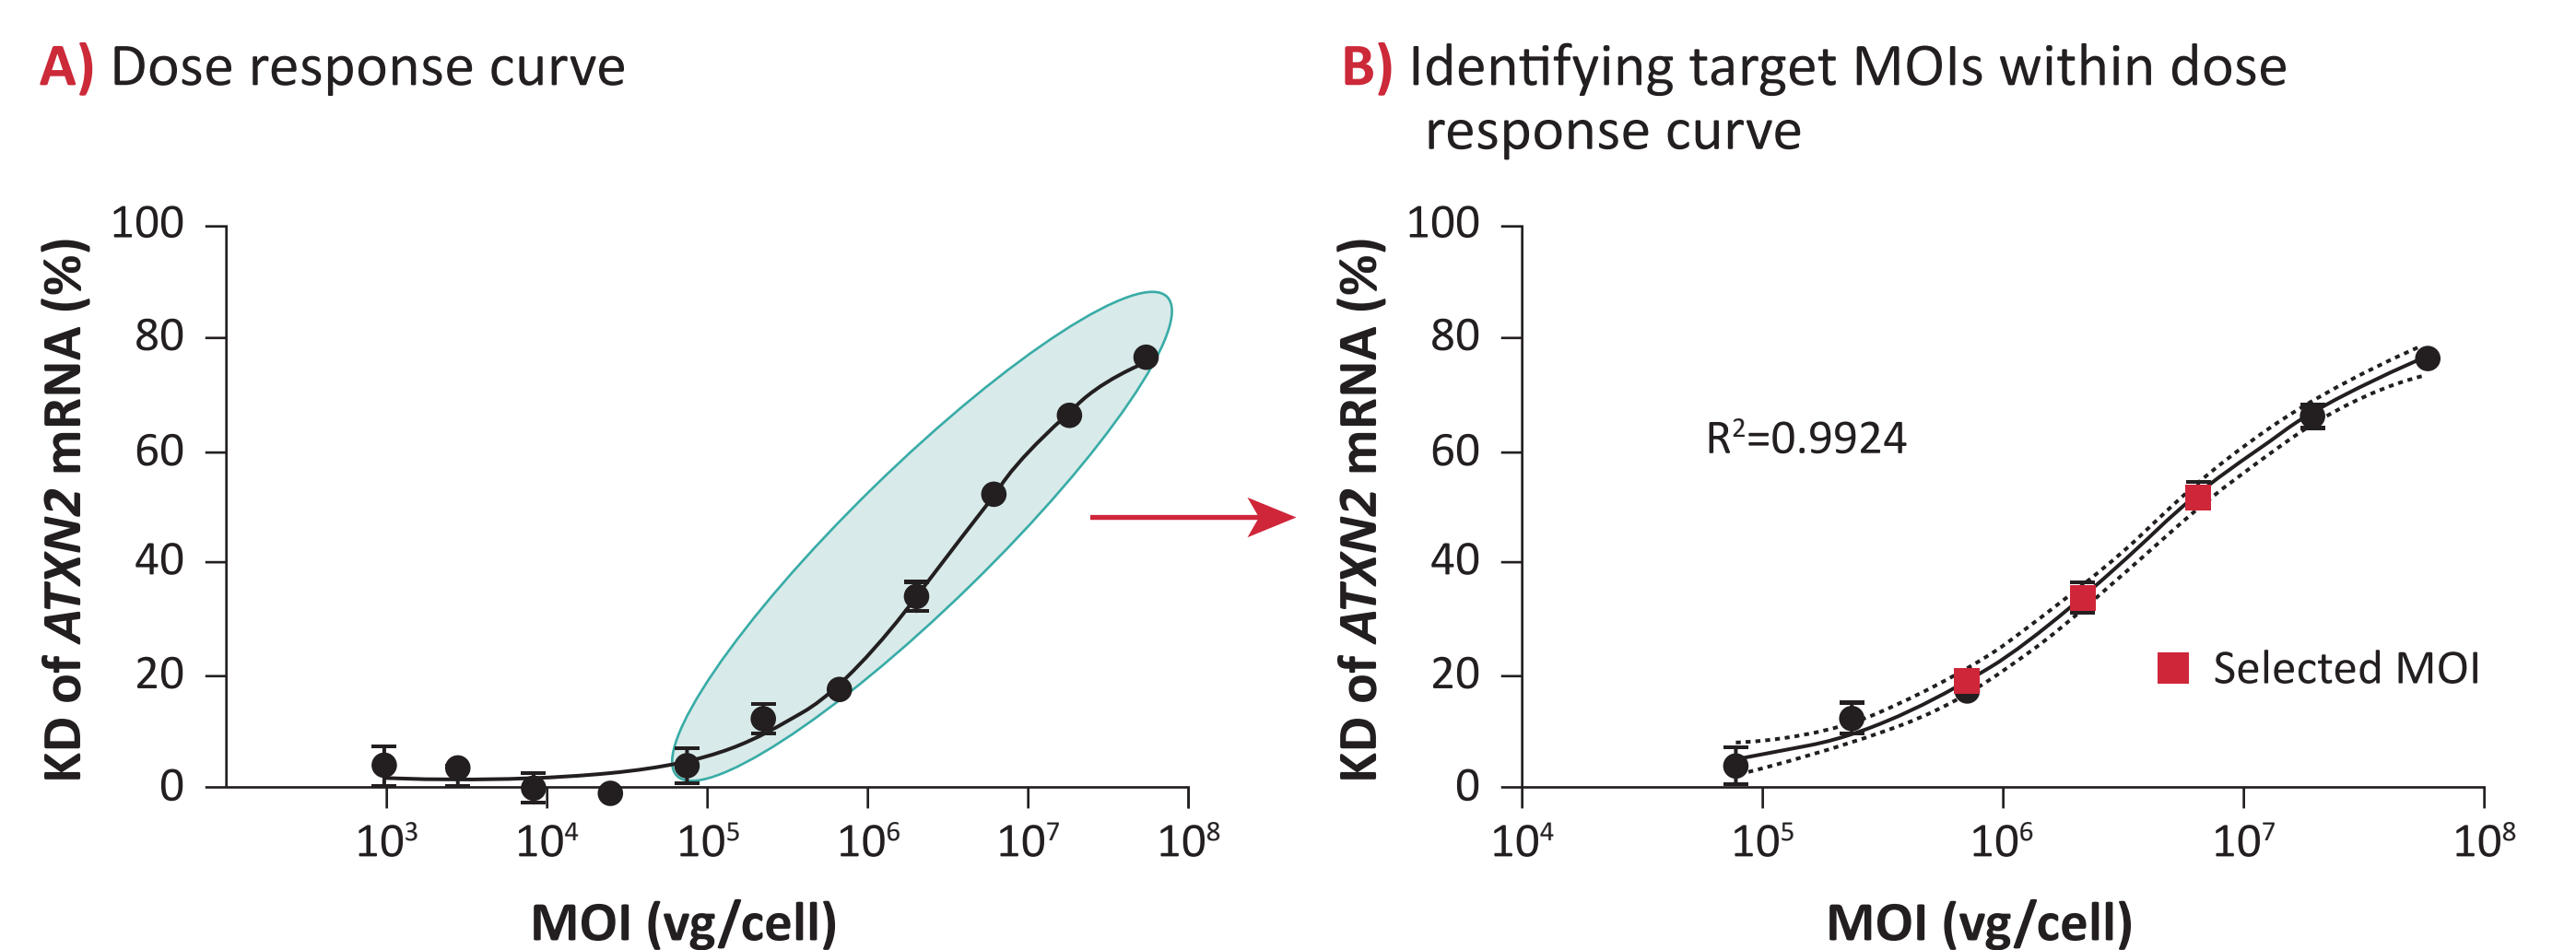 A) Dose response curve
KD of ATXN2 mRNA (%)
100
80
60
40
20
0
10³
10⁴
10⁵
10⁶
10⁷
10⁸
MOI (vg/cell)
B) Identifying target MOIs within dose
response curve
KD of ATXN2 mRNA (%)
100
80
60
40
20
0
R²=0.9924
Selected MOI
10⁴
10⁵
10⁶
10⁷
10⁸
MOI (vg/cell)